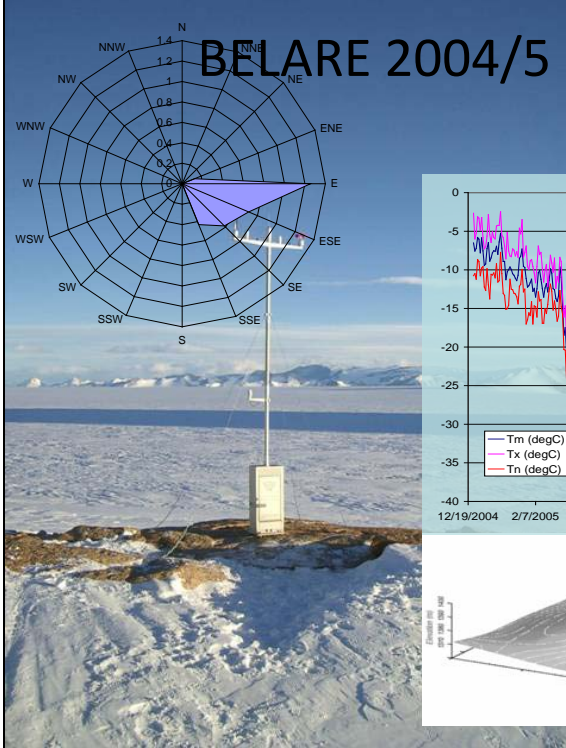 BELARE 2004/5
N
NNE
NE
ENE
E
ESE
SE
SSE
S
SSW
SW
WSW
W
WNW
NW
NNW
1.4
1.2
1
0.8
0.6
0.4
0.2
0
0
-5
-10
-15
-20
-25
-30
-35
-40
Tm (degC)
Tx (degC)
Tn (degC)
12/19/2004 2/7/2005
Elevation (m)